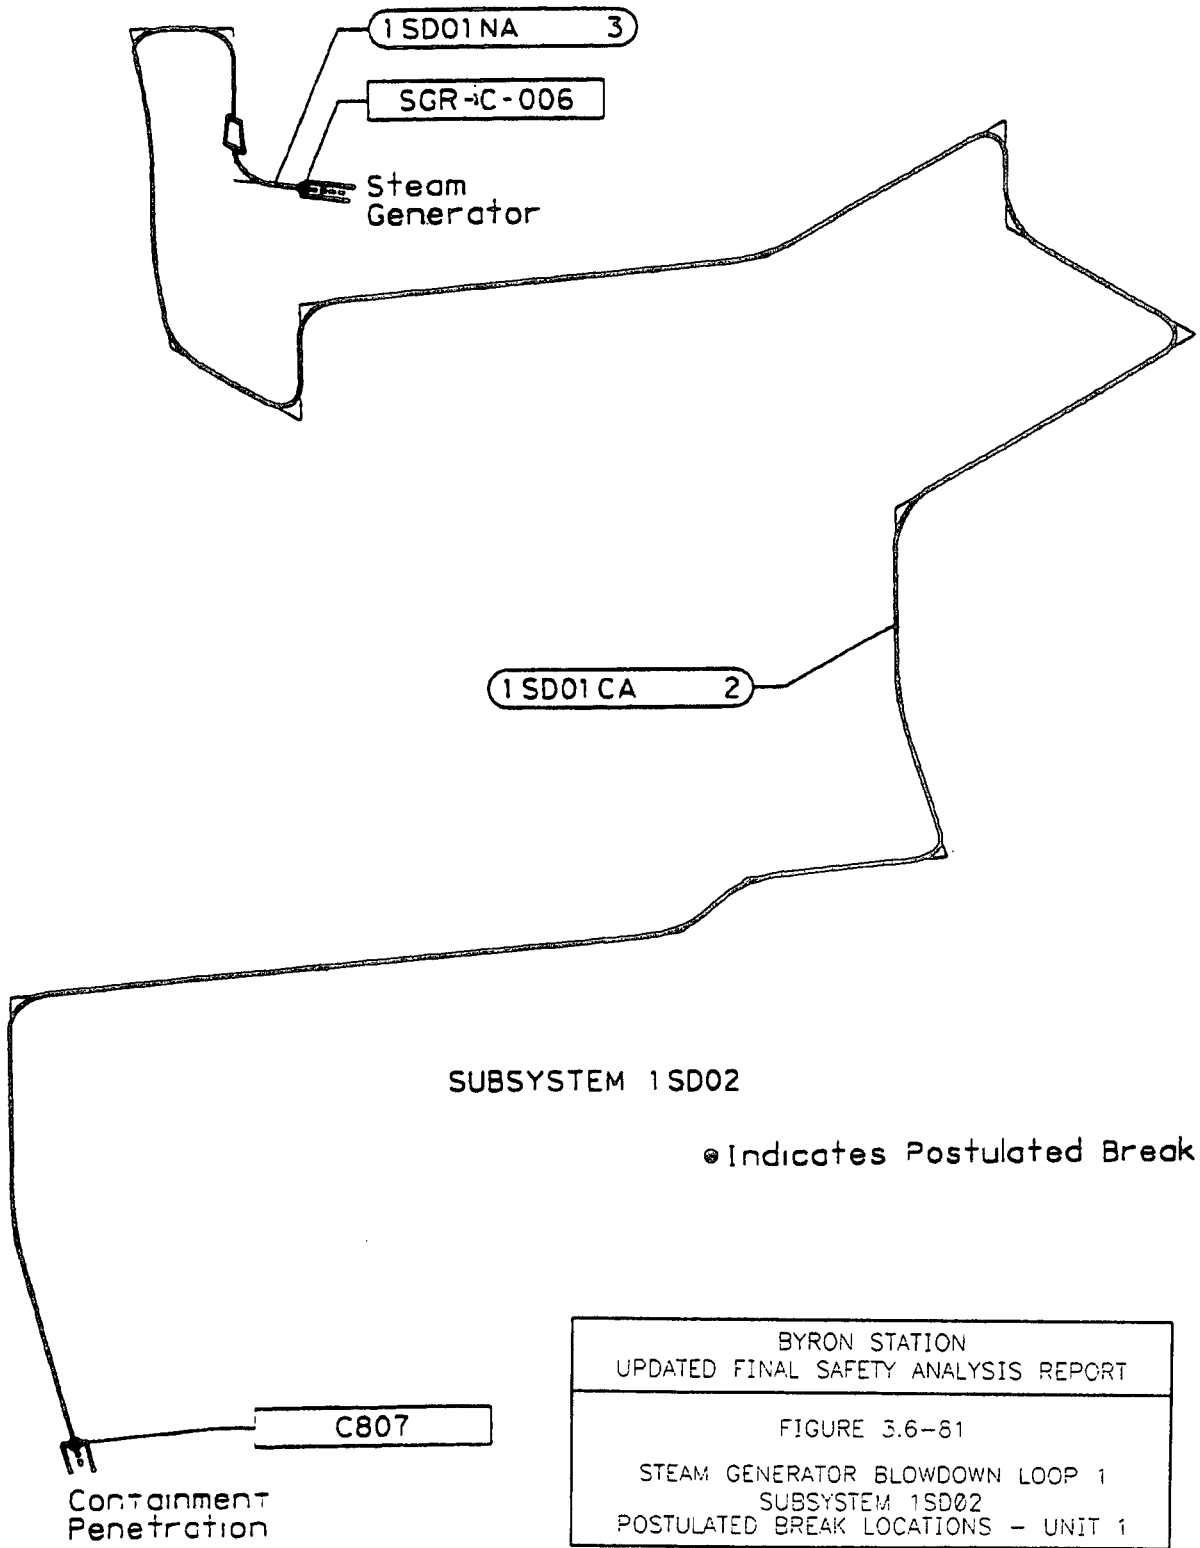 1SD01NA 3
SGR-1C-006
Steam
Generator
1SD01CA 2
SUBSYSTEM 1SD02
Indicates Postulated Break
C807
Containment
Penetration
BYRON STATION
UPDATED FINAL SAFETY ANALYSIS REPORT
FIGURE 3.6-81
STEAM GENERATOR BLOWDOWN LOOP 1
SUBSYSTEM 1SD02
POSTULATED BREAK LOCATIONS - UNIT 1